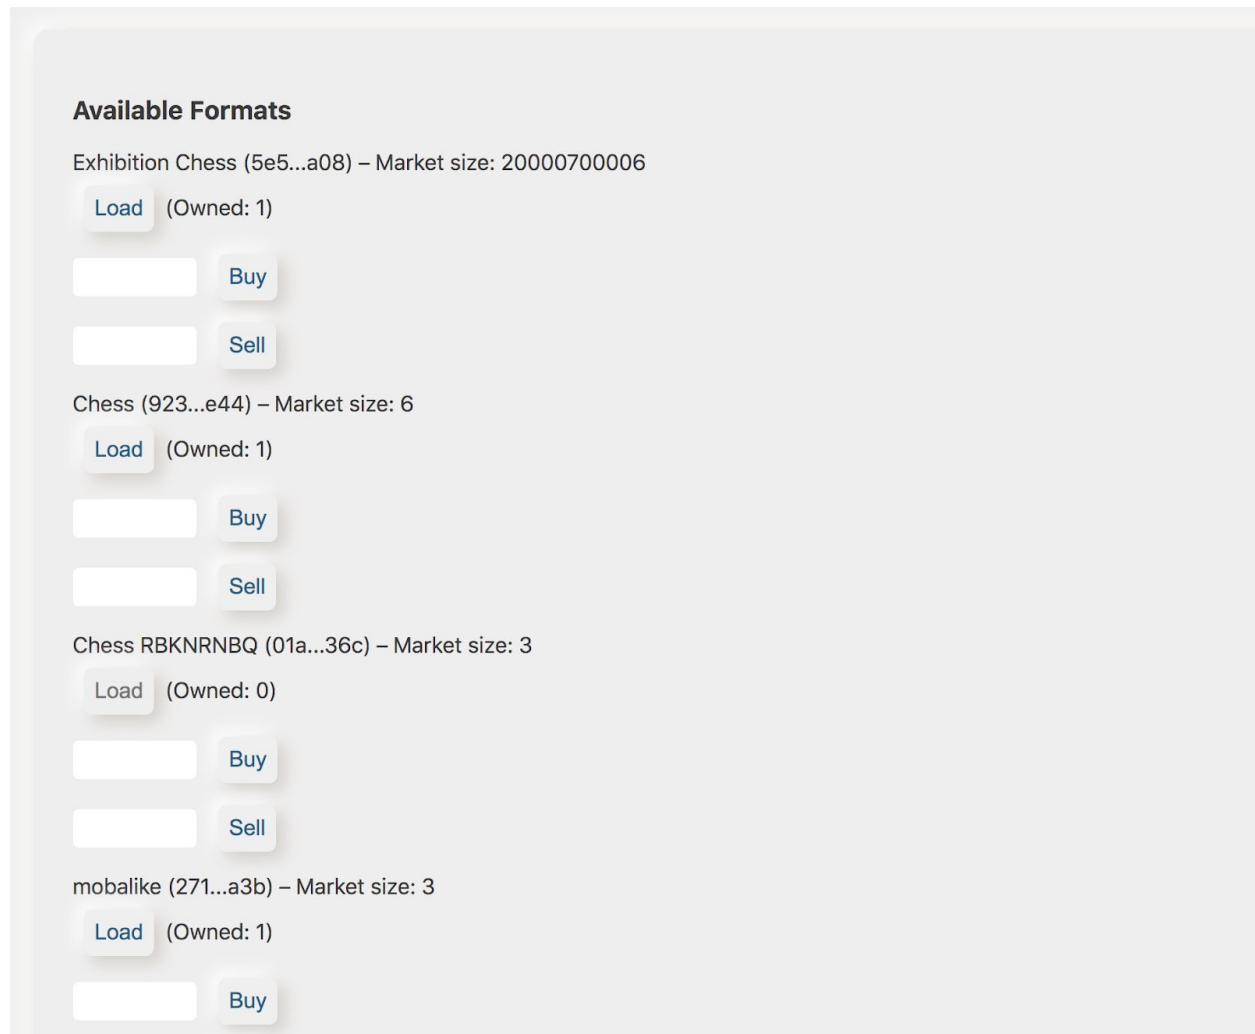 Available Formats
Exhibition Chess (5e5...a08) – Market size: 20000700006
Load (Owned: 1)
Buy
Sell
Chess (923...e44) – Market size: 6
Load (Owned: 1)
Buy
Sell
Chess RBKNRNBQ (01a...36c) – Market size: 3
Load (Owned: 0)
Buy
Sell
mobalike (271...a3b) – Market size: 3
Load (Owned: 1)
Buy